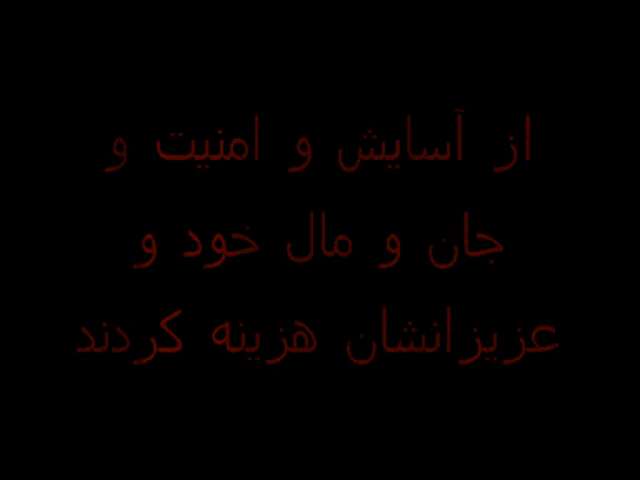 از آسایش و امنیت و
جان و مال خود و
عزیزانشان هزینه کردند